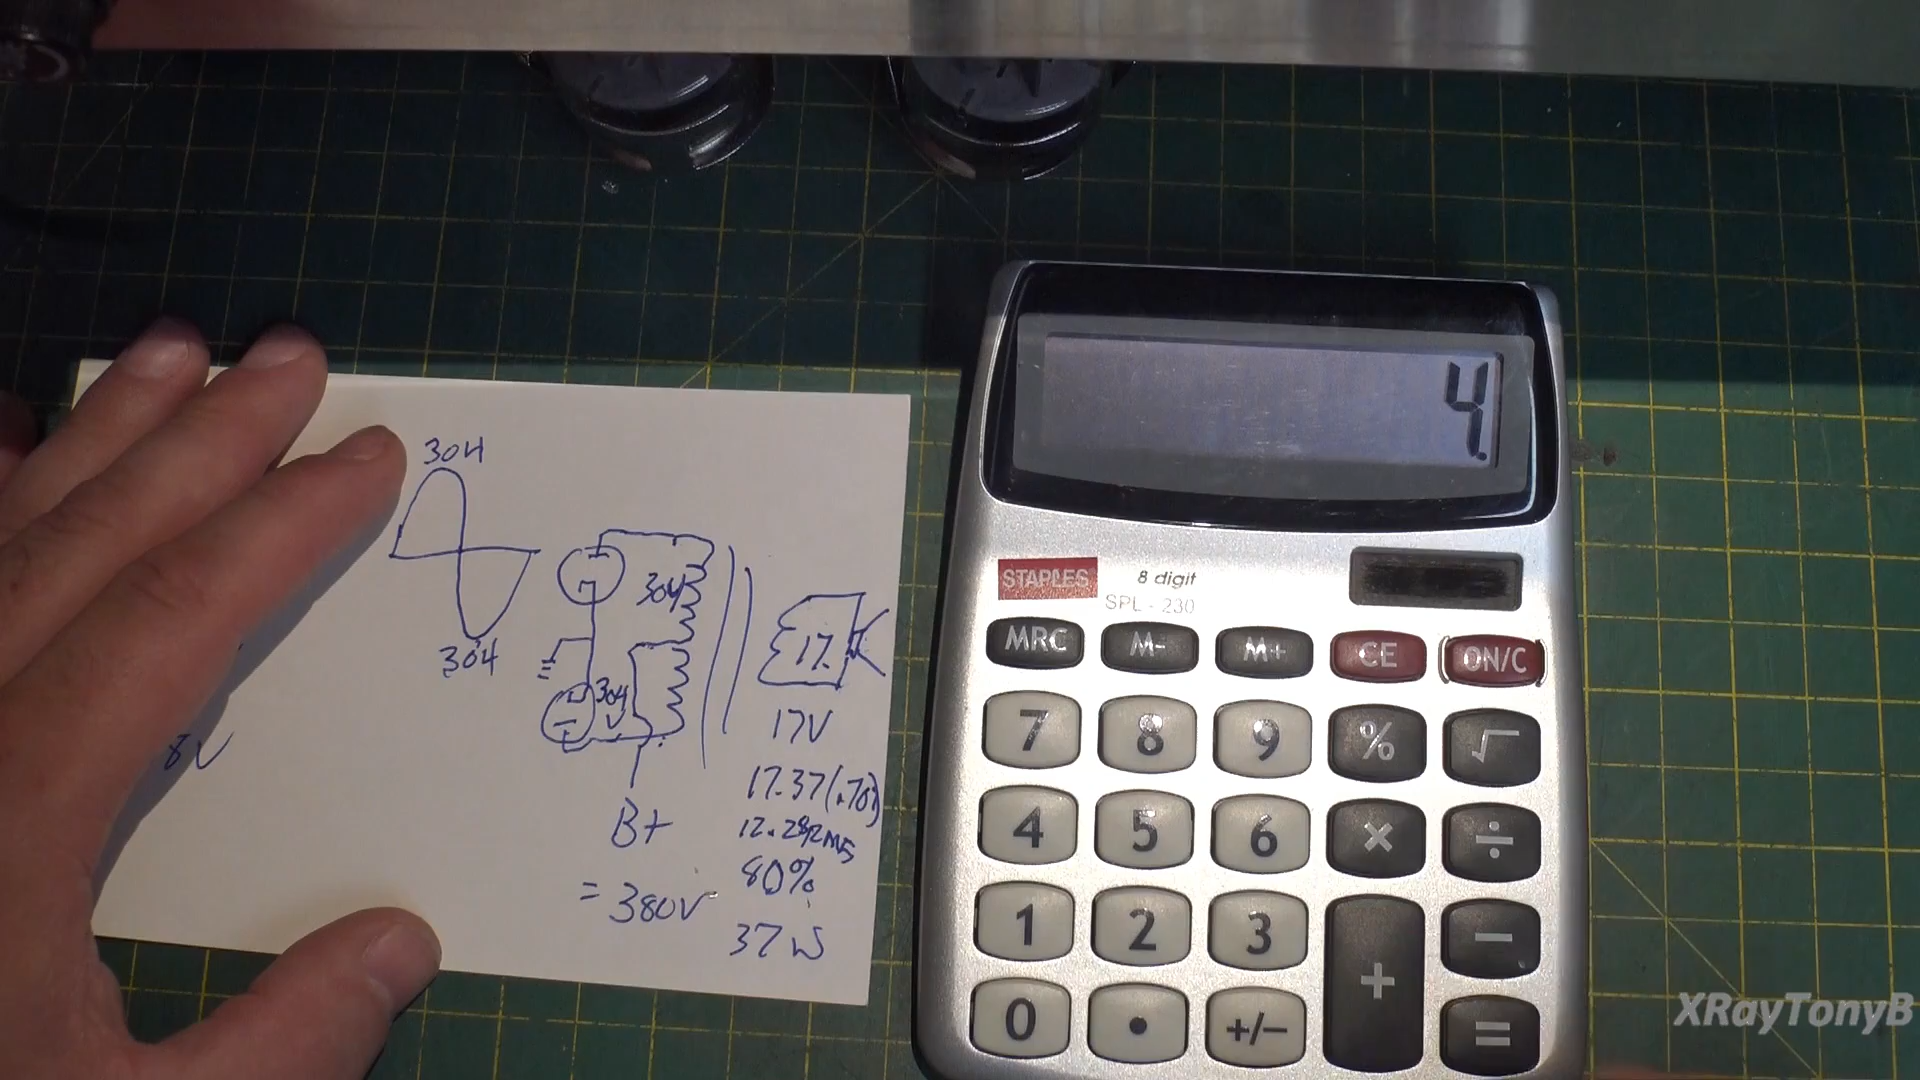 304
304
304
304
V
17.
8V
17V
B+
17.37(.707)
12.28RMS
80%
= 380V
37W
4.
STAPLES
8 digit
SPL - 230
MRC M- M+ CE ON/C
7 8 9 % √
4 5 6 × ÷
1 2 3 + −
0 . +/− =
XRayTonyB